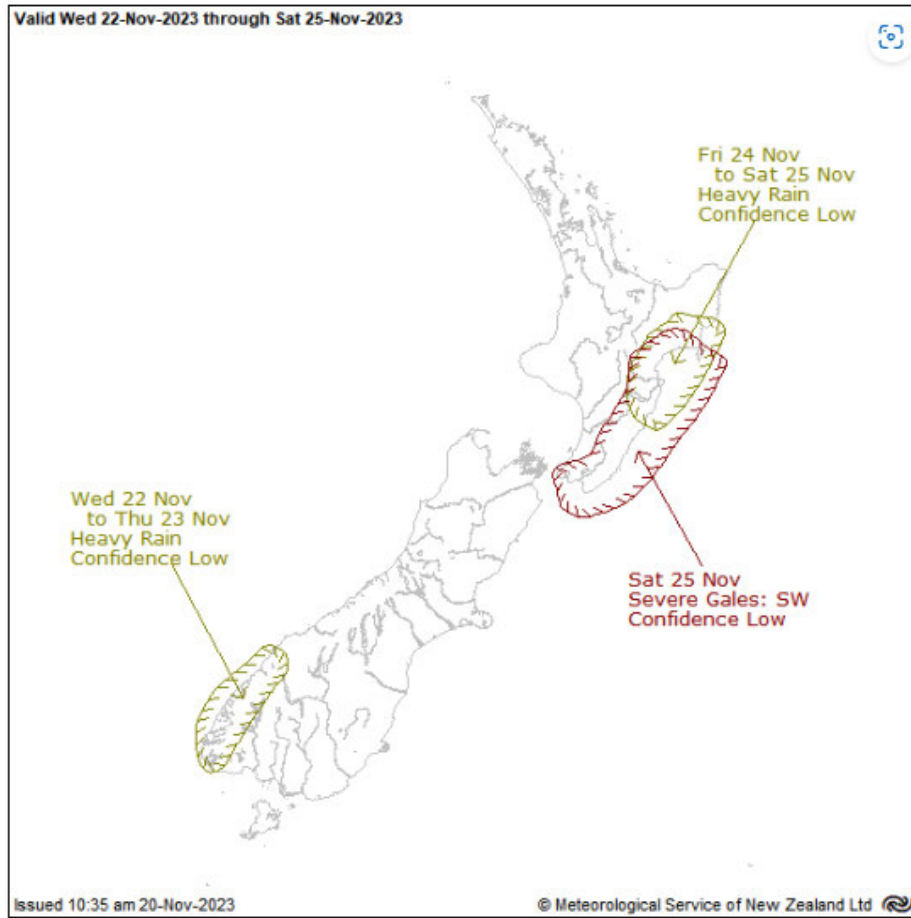 Valid Wed 22-Nov-2023 through Sat 25-Nov-2023
Fri 24 Nov
to Sat 25 Nov
Heavy Rain
Confidence Low
Wed 22 Nov
to Thu 23 Nov
Heavy Rain
Confidence Low
Sat 25 Nov
Severe Gales: SW
Confidence Low
Issued 10:35 am 20-Nov-2023
© Meteorological Service of New Zealand Ltd